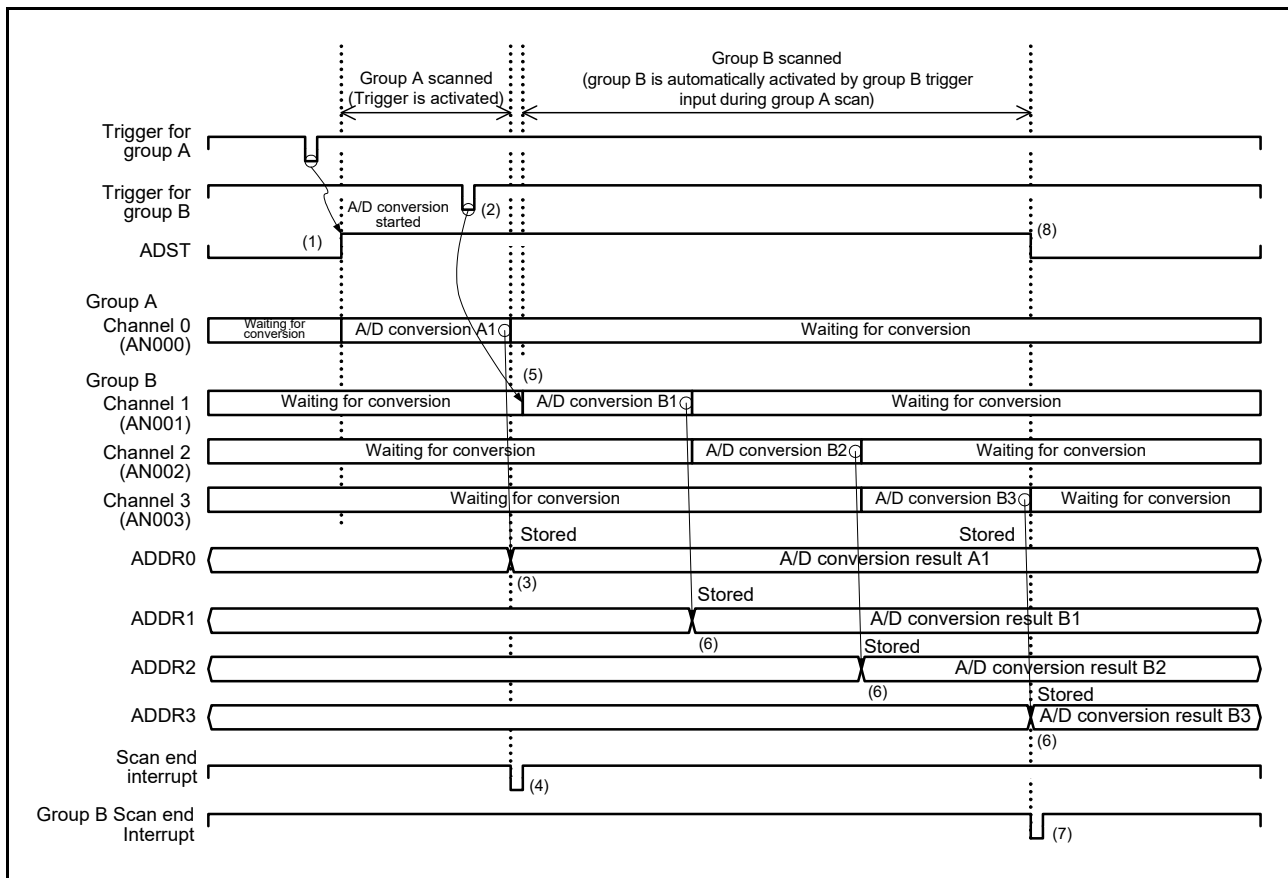 Group A scanned
(Trigger is activated)
Group B scanned
(group B is automatically activated by group B trigger
input during group A scan)
Trigger for
group A
Trigger for
group B
A/D conversion
started
(2)
ADST
(1)
(8)
Group A
Channel 0
(AN000)
Waiting for
conversion
A/D conversion A1
Waiting for conversion
Group B
(5)
Channel 1
(AN001)
Waiting for conversion
A/D conversion B1
Waiting for conversion
Channel 2
(AN002)
Waiting for conversion
A/D conversion B2
Waiting for conversion
Channel 3
(AN003)
Waiting for conversion
A/D conversion B3
Waiting for conversion
Stored
Stored
ADDR0
A/D conversion result A1
(3)
Stored
ADDR1
A/D conversion result B1
(6)
Stored
ADDR2
A/D conversion result B2
(6)
Stored
ADDR3
A/D conversion result B3
(6)
Scan end
interrupt
(4)
Group B Scan end
Interrupt
(7)